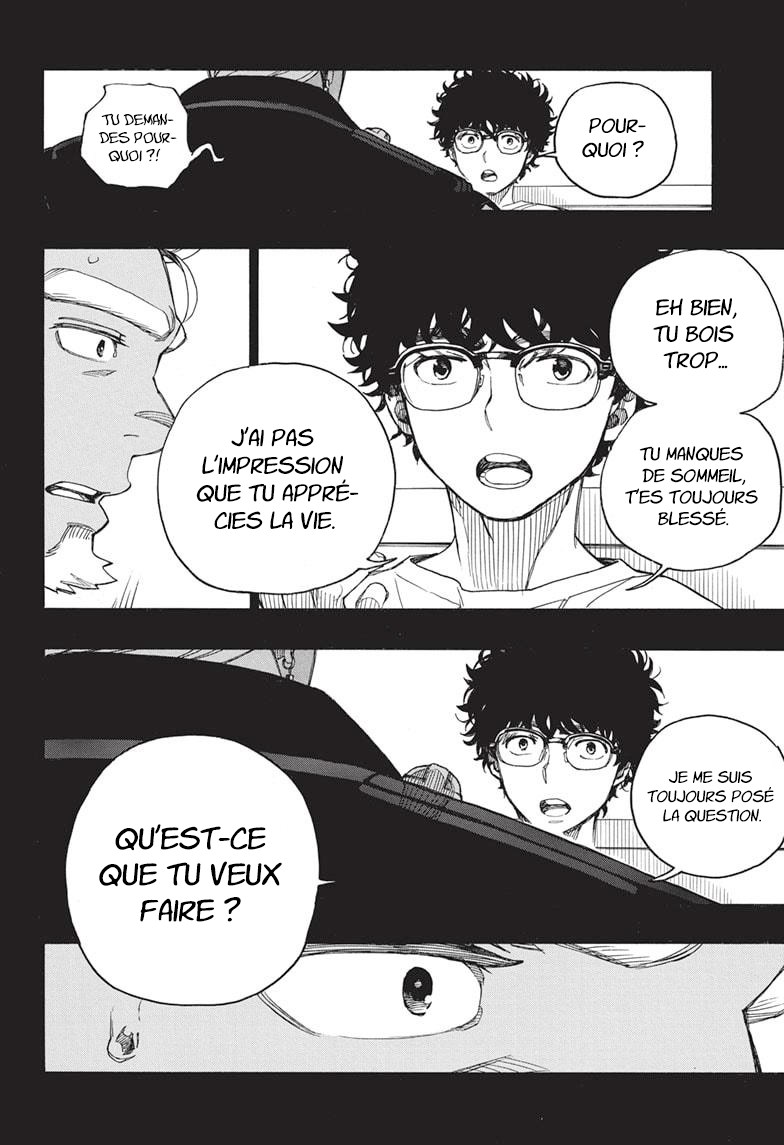 POUR-
QUOI ?
TU DEMAN-
DES POUR-
QUOI ?!
EH BIEN,
TU BOIS
TROP...
TU MANQUES
DE SOMMEIL,
T'ES TOUJOURS
BLESSÉ.
J'AI PAS
L'IMPRESSION
QUE TU APPRÉ-
CIES LA VIE.
JE ME SUIS
TOUJOURS POSÉ
LA QUESTION.
QU'EST-CE
QUE TU VEUX
FAIRE ?